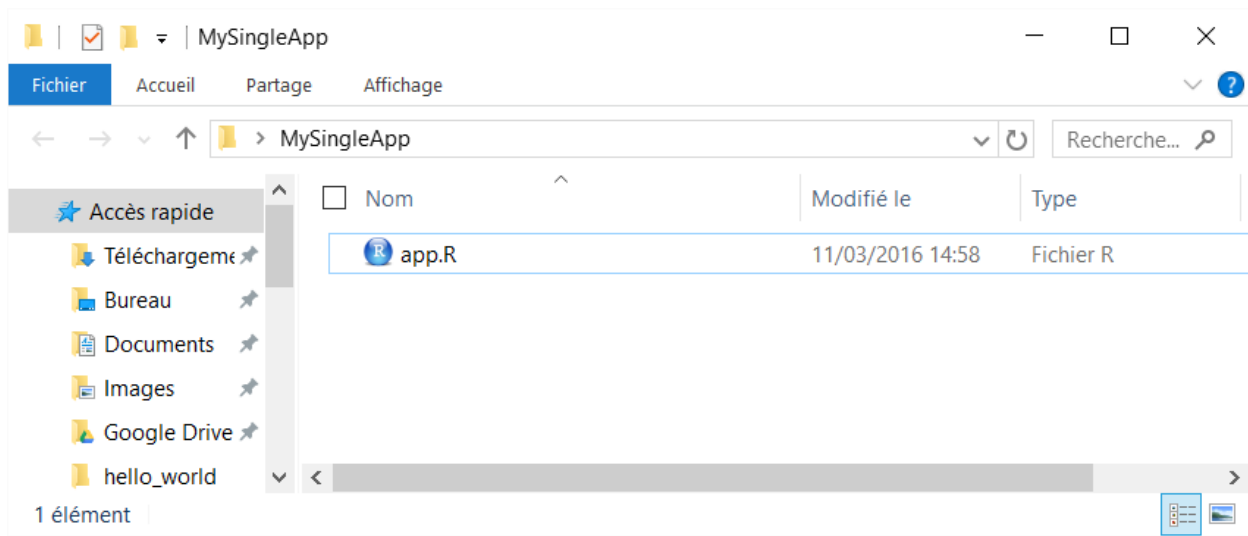 MySingleApp
Fichier Accueil Partage Affichage ?
> MySingleApp Recherche...
Nom Modifié le Type
Accès rapide
R app.R 11/03/2016 14:58 Fichier R
Téléchargeme
Bureau
Documents
Images
Google Drive
hello_world
1 élément